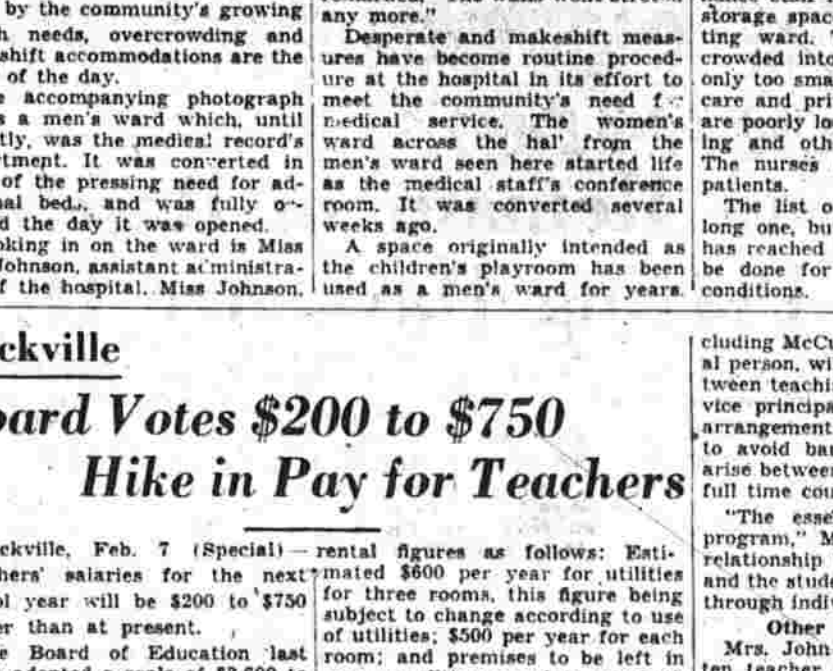 by the community's growing
needs, overcrowding and
shift accommodations are the
of the day.
accompanying photograph
a men's ward which, until
tly, was the medical record's
tment. It was converted in
of the pressing need for ad-
al beds, and was fully
d the day it was opened.
king in on the ward is Miss
Johnson, assistant administra-
f the hospital. Miss Johnson,
any more."
Desperate and makeshift meas-
ures have become routine proced-
ure at the hospital in its effort to
meet the community's need f
medical service. The women's
ward across the hal' from the
men's ward seen here started life
as the medical staff's conference
room. It was converted several
weeks ago.
A space originally intended as
the children's playroom has been
used as a men's ward for years.
storage spac
ting ward.
crowded into
only too sma
care and pri
are poorly lo
ing and oth
The nurses
patients.
The list o
long one, bu
has reached
be done for
conditions.
ckville
oard Votes $200 to $750
Hike in Pay for Teachers
ckville, Feb. 7 (Special) —
hers' salaries for the next
ol year will be $200 to $750
er than at present.
e Board of Education last
rental figures as follows: Esti-
mated $600 per year for utilities
for three rooms, this figure being
subject to change according to use
of utilities; $500 per year for each
room; and premises to be left in
cluding McCu
al person, wi
tween teachi
vice principa
arrangement
to avoid bar
arise between
full time cou
"The esse
program," M
relationship
and the stude
through indi
Other
Mrs. John
ten teacher